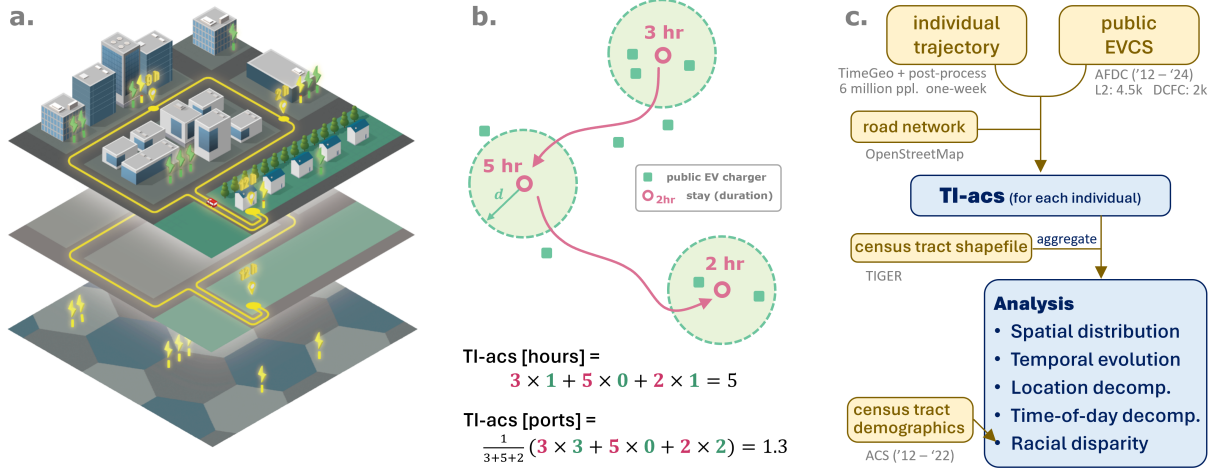 a.
9h
2h
12h
12h
b.
3 hr
5 hr
d
public EV charger
2hr stay (duration)
2 hr
TI-acs [hours] =
3 × 1 + 5 × 0 + 2 × 1 = 5
TI-acs [ports] =
1/(3+5+2) (3 × 3 + 5 × 0 + 2 × 2) = 1.3
c.
individual
trajectory
public
EVCS
TimeGeo + post-process
6 million ppl. one-week
AFDC ('12 – '24)
L2: 4.5k DCFC: 2k
road network
OpenStreetMap
TI-acs (for each individual)
census tract shapefile
aggregate
TIGER
Analysis
• Spatial distribution
• Temporal evolution
• Location decomp.
• Time-of-day decomp.
• Racial disparity
census tract
demographics
ACS ('12 – '22)